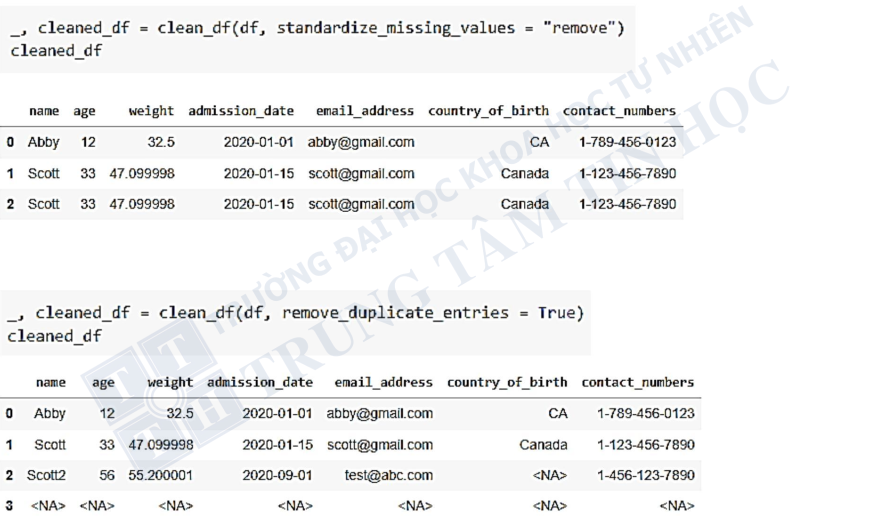 _, cleaned_df = clean_df(df, standardize_missing_values = "remove")
cleaned_df
name age weight admission_date email_address country_of_birth contact_numbers
0 Abby 12 32.5 2020-01-01 abby@gmail.com CA 1-789-456-0123
1 Scott 33 47.099998 2020-01-15 scott@gmail.com Canada 1-123-456-7890
2 Scott 33 47.099998 2020-01-15 scott@gmail.com Canada 1-123-456-7890
_, cleaned_df = clean_df(df, remove_duplicate_entries = True)
cleaned_df
name age weight admission_date email_address country_of_birth contact_numbers
0 Abby 12 32.5 2020-01-01 abby@gmail.com CA 1-789-456-0123
1 Scott 33 47.099998 2020-01-15 scott@gmail.com Canada 1-123-456-7890
2 Scott2 56 55.200001 2020-09-01 test@abc.com <NA> 1-456-123-7890
3 <NA> <NA> <NA> <NA> <NA> <NA> <NA>
TRƯỜNG ĐẠI HỌC KHOA HỌC TỰ NHIÊN
TRUNG TÂM TIN HỌC